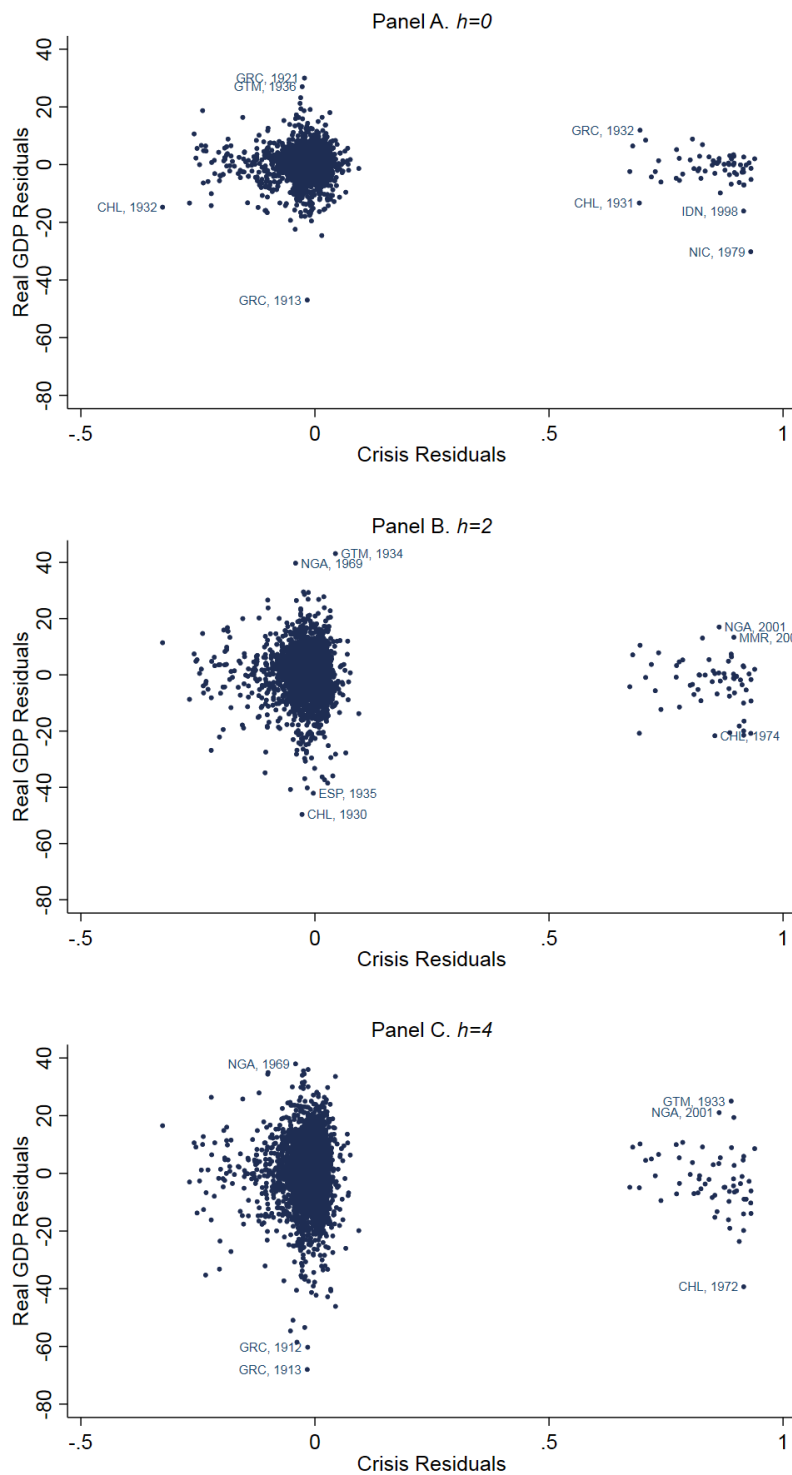 Panel A. h=0
Real GDP Residuals
40
20
0
-20
-40
-60
-80
GRC, 1921
GTM, 1936
GRC, 1932
CHL, 1932
CHL, 1931
IDN, 1998
NIC, 1979
GRC, 1913
-.5
0
.5
1
Crisis Residuals
Panel B. h=2
Real GDP Residuals
40
20
0
-20
-40
-60
-80
GTM, 1934
NGA, 1969
NGA, 2001
MMR, 200
CHL, 1974
ESP, 1935
CHL, 1930
-.5
0
.5
1
Crisis Residuals
Panel C. h=4
Real GDP Residuals
40
20
0
-20
-40
-60
-80
NGA, 1969
GTM, 1933
NGA, 2001
CHL, 1972
GRC, 1912
GRC, 1913
-.5
0
.5
1
Crisis Residuals